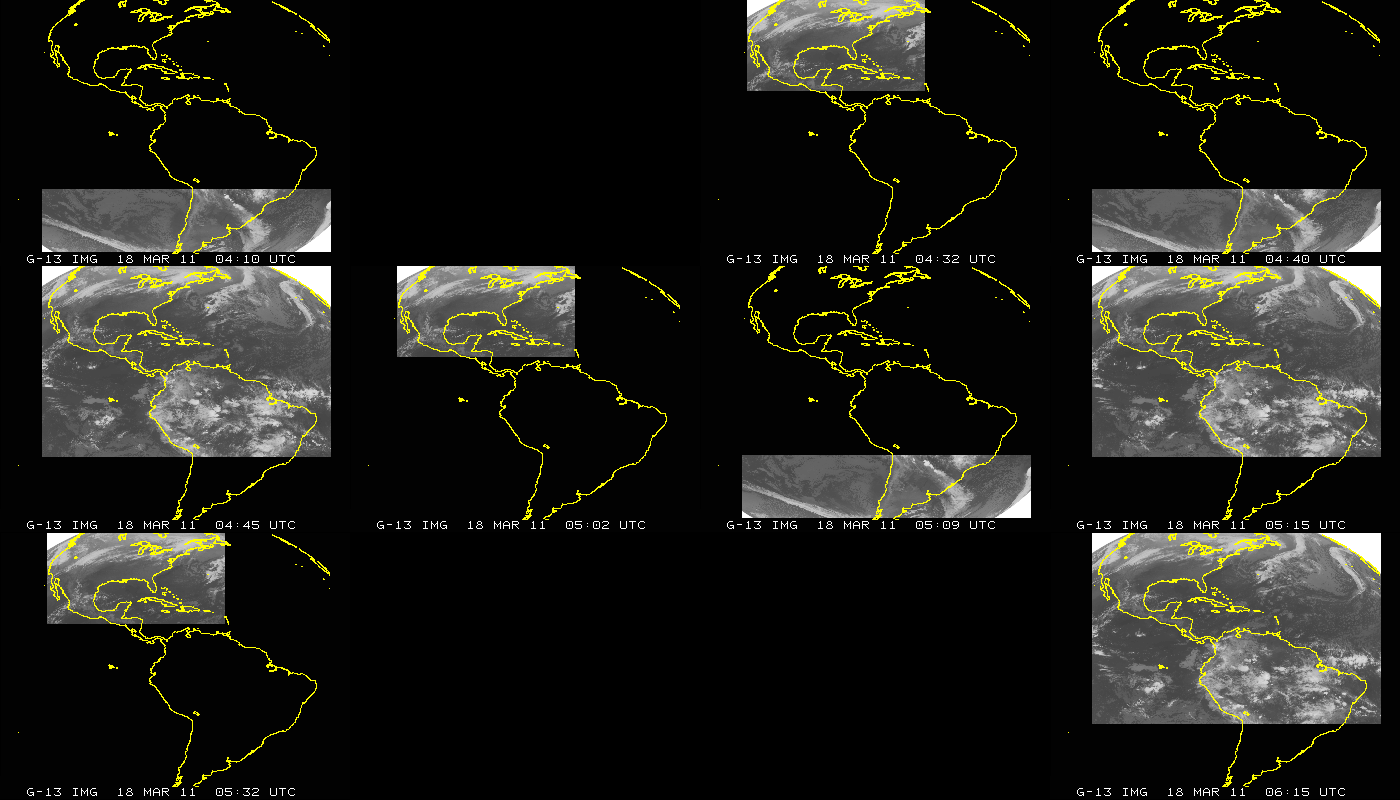 G-13 IMG 18 MAR 11 04:10 UTC
G-13 IMG 18 MAR 11 04:32 UTC
G-13 IMG 18 MAR 11 04:40 UTC
G-13 IMG 18 MAR 11 04:45 UTC
G-13 IMG 18 MAR 11 05:02 UTC
G-13 IMG 18 MAR 11 05:09 UTC
G-13 IMG 18 MAR 11 05:15 UTC
G-13 IMG 18 MAR 11 05:32 UTC
G-13 IMG 18 MAR 11 06:15 UTC